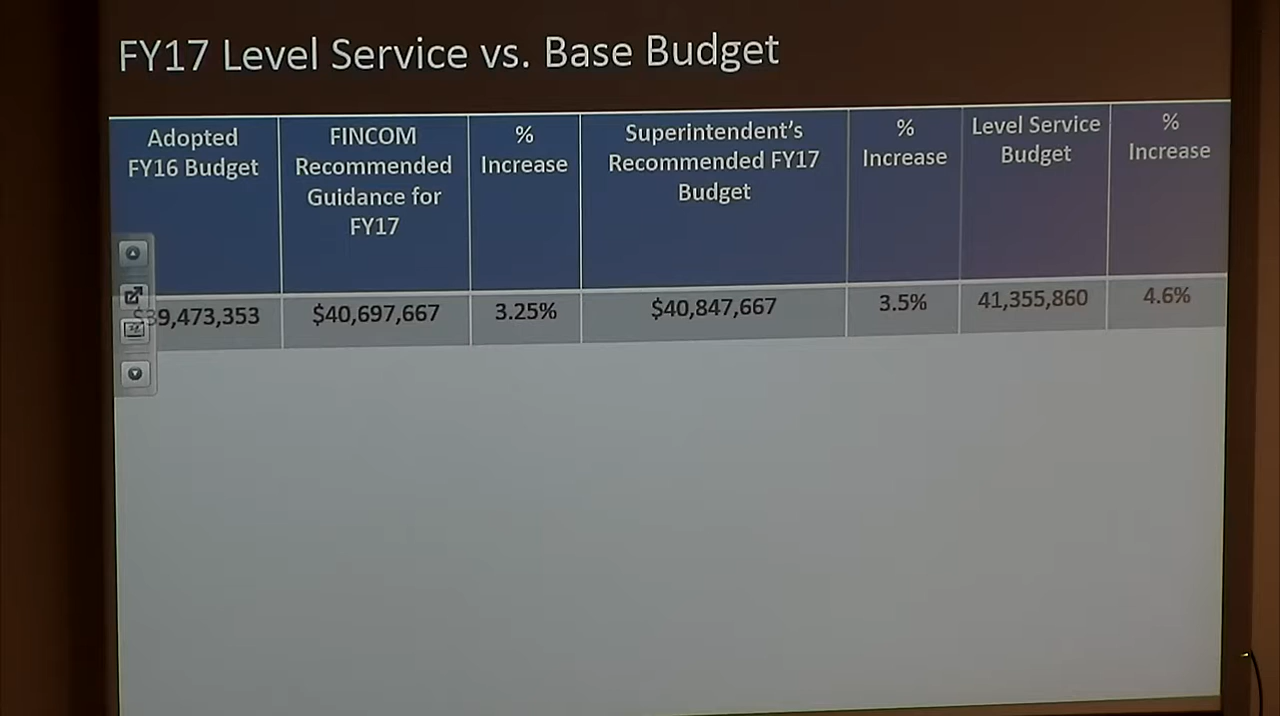 FY17 Level Service vs. Base Budget
Adopted
FY16 Budget
FINCOM
Recommended
Guidance for
FY17
%
Increase
Superintendent's
Recommended FY17
Budget
%
Increase
Level Service
Budget
%
Increase
$39,473,353
$40,697,667
3.25%
$40,847,667
3.5%
41,355,860
4.6%